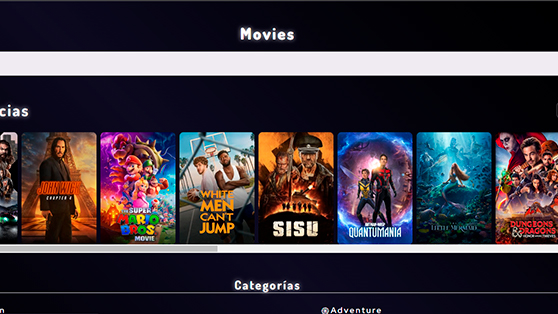 Movies
cias
JOHN WICK
CHAPTER 4
THE SUPER
MARIO
BROS.
MOVIE
WHITE
MEN
CAN'T
JUMP
SISU
QUANTUMANIA
LITTLE MERMAID
DUNGEONS
& DRAGONS
Categorías
n
Adventure